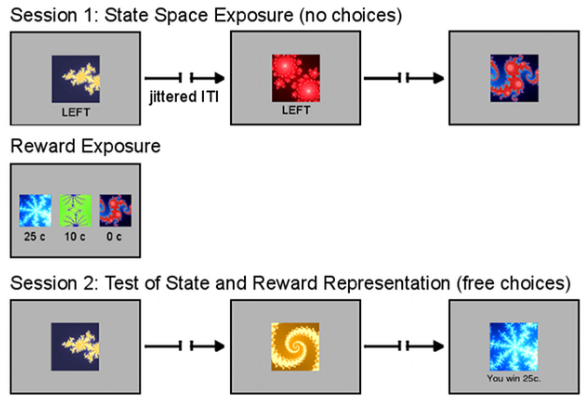 Session 1: State Space Exposure (no choices)
LEFT
jittered ITI
LEFT
Reward Exposure
25 c 10 c 0 c
Session 2: Test of State and Reward Representation (free choices)
You win 25c.